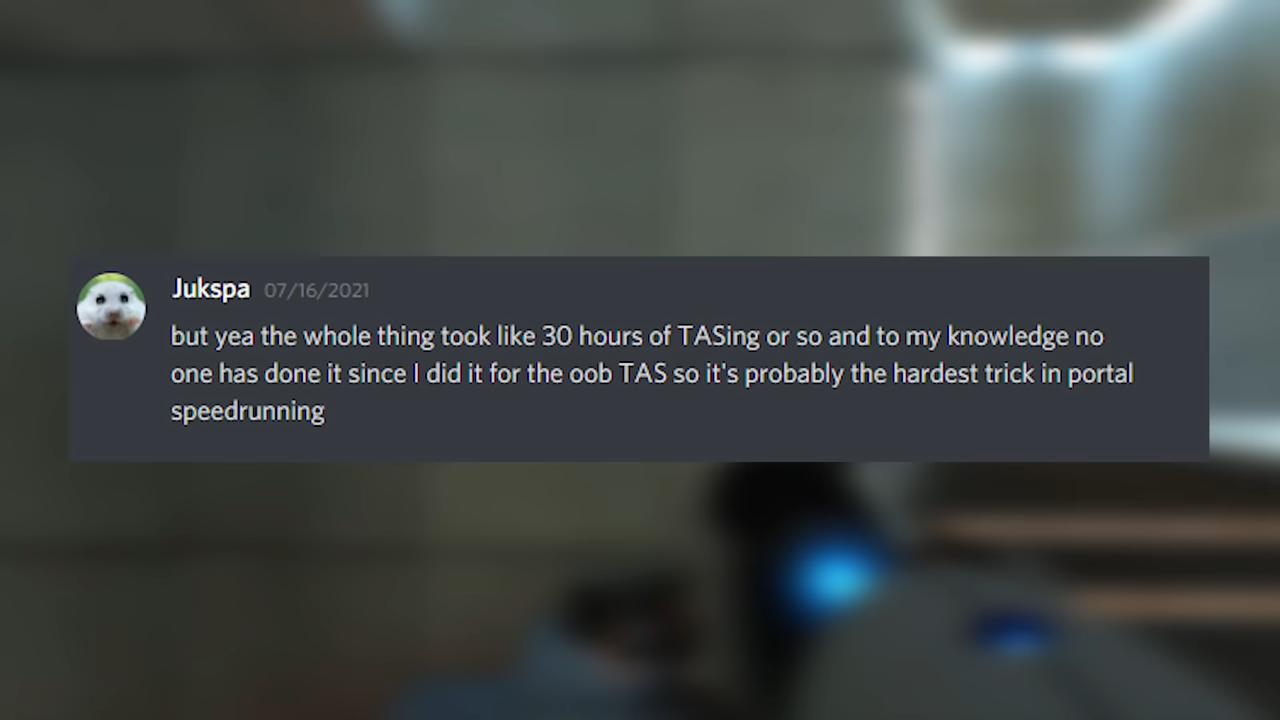 Jukspa 07/16/2021
but yea the whole thing took like 30 hours of TASing or so and to my knowledge no
one has done it since I did it for the oob TAS so it's probably the hardest trick in portal
speedrunning